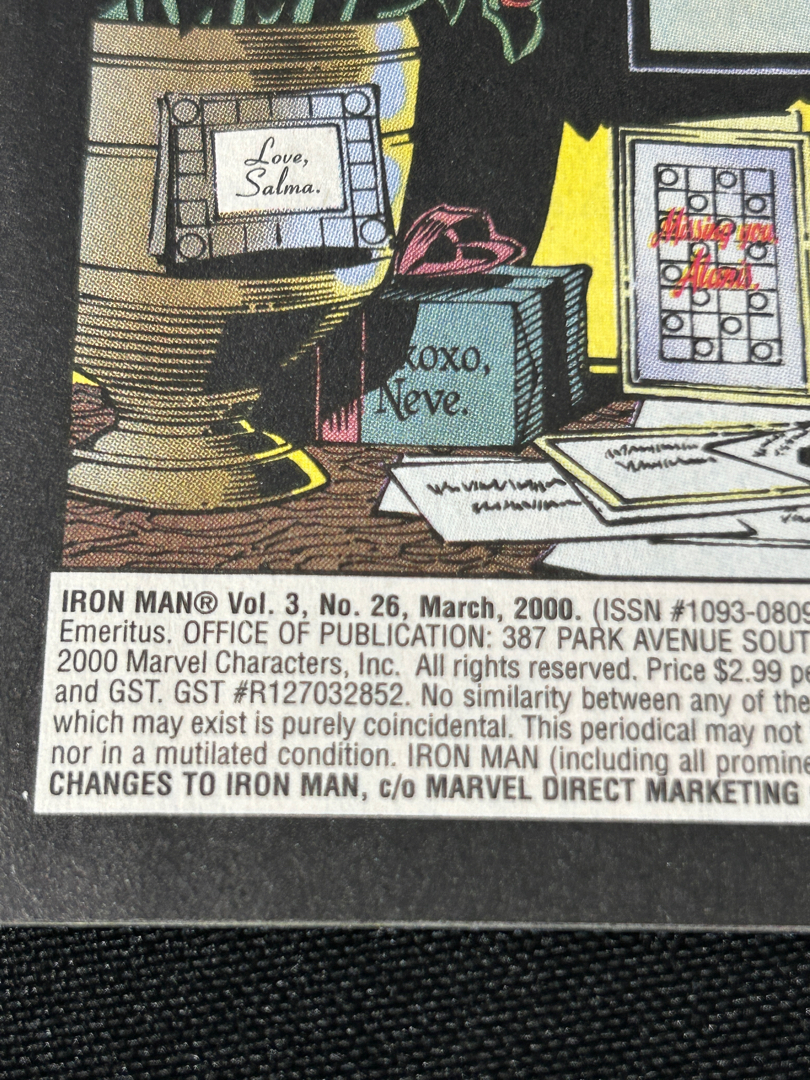 Love,
Salma.
Missing you,
xoxo,
Neve.
IRON MAN® Vol. 3, No. 26, March, 2000. (ISSN #1093-0805
Emeritus. OFFICE OF PUBLICATION: 387 PARK AVENUE SOUT
2000 Marvel Characters, Inc. All rights reserved. Price $2.99 pe
and GST. GST #R127032852. No similarity between any of the
which may exist is purely coincidental. This periodical may not
nor in a mutilated condition. IRON MAN (including all promine
CHANGES TO IRON MAN, c/o MARVEL DIRECT MARKETING